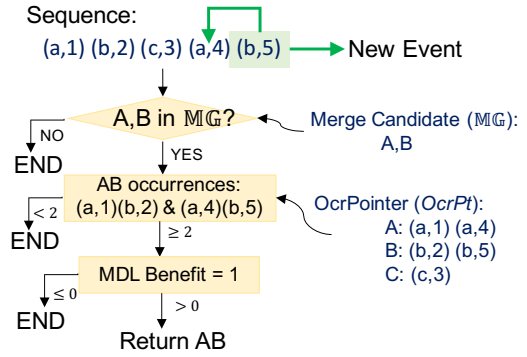 Sequence:
(a,1) (b,2) (c,3) (a,4) (b,5)
New Event
A,B in 𝕄𝔾?
Merge Candidate (𝕄𝔾):
A,B
NO
END
YES
AB occurrences:
(a,1)(b,2) & (a,4)(b,5)
OcrPointer (OcrPt):
A: (a,1) (a,4)
B: (b,2) (b,5)
C: (c,3)
< 2
END
≥ 2
MDL Benefit = 1
≤ 0
END
> 0
Return AB